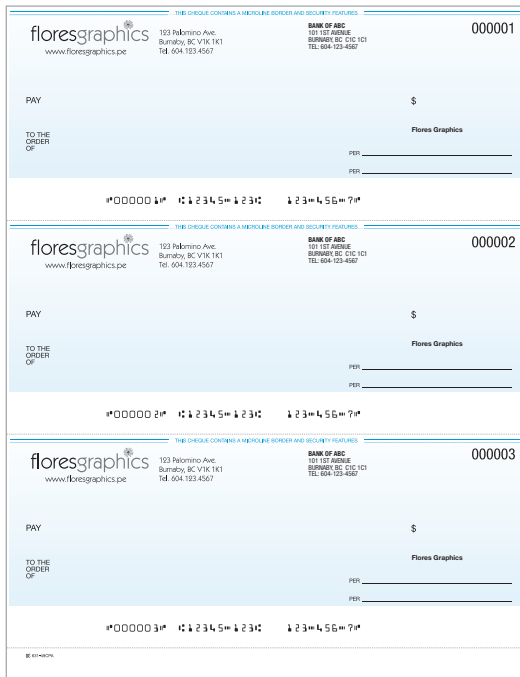 THIS CHEQUE CONTAINS A MICROLINE BORDER AND SECURITY FEATURES
floresgraphics
www.floresgraphics.pe
123 Palomino Ave.
Burnaby, BC V1K 1K1
Tel. 604.123.4567
BANK OF ABC
101 1ST AVENUE
BURNABY, BC C1C 1C1
TEL: 604-123-4567
000001
PAY
$
TO THE
ORDER
OF
Flores Graphics
PER
PER
⑈000001⑈ ⑆12345⑉123⑆ 123⑉456⑉7⑈
THIS CHEQUE CONTAINS A MICROLINE BORDER AND SECURITY FEATURES
floresgraphics
www.floresgraphics.pe
123 Palomino Ave.
Burnaby, BC V1K 1K1
Tel. 604.123.4567
BANK OF ABC
101 1ST AVENUE
BURNABY, BC C1C 1C1
TEL: 604-123-4567
000002
PAY
$
TO THE
ORDER
OF
Flores Graphics
PER
PER
⑈000002⑈ ⑆12345⑉123⑆ 123⑉456⑉7⑈
THIS CHEQUE CONTAINS A MICROLINE BORDER AND SECURITY FEATURES
floresgraphics
www.floresgraphics.pe
123 Palomino Ave.
Burnaby, BC V1K 1K1
Tel. 604.123.4567
BANK OF ABC
101 1ST AVENUE
BURNABY, BC C1C 1C1
TEL: 604-123-4567
000003
PAY
$
TO THE
ORDER
OF
Flores Graphics
PER
PER
⑈000003⑈ ⑆12345⑉123⑆ 123⑉456⑉7⑈